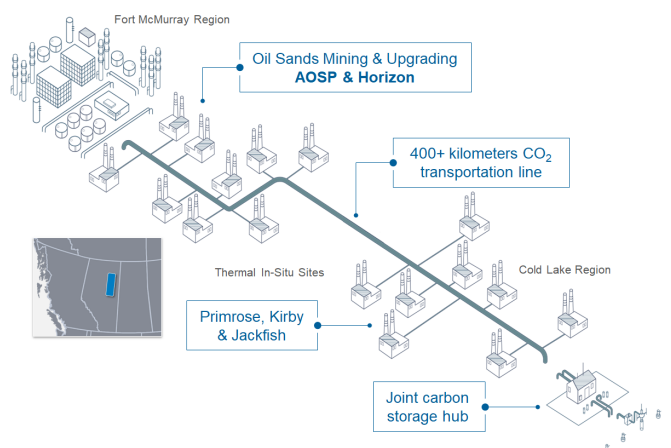 Fort McMurray Region
Oil Sands Mining & Upgrading
AOSP & Horizon
400+ kilometers CO₂
transportation line
Thermal In-Situ Sites
Cold Lake Region
Primrose, Kirby
& Jackfish
Joint carbon
storage hub